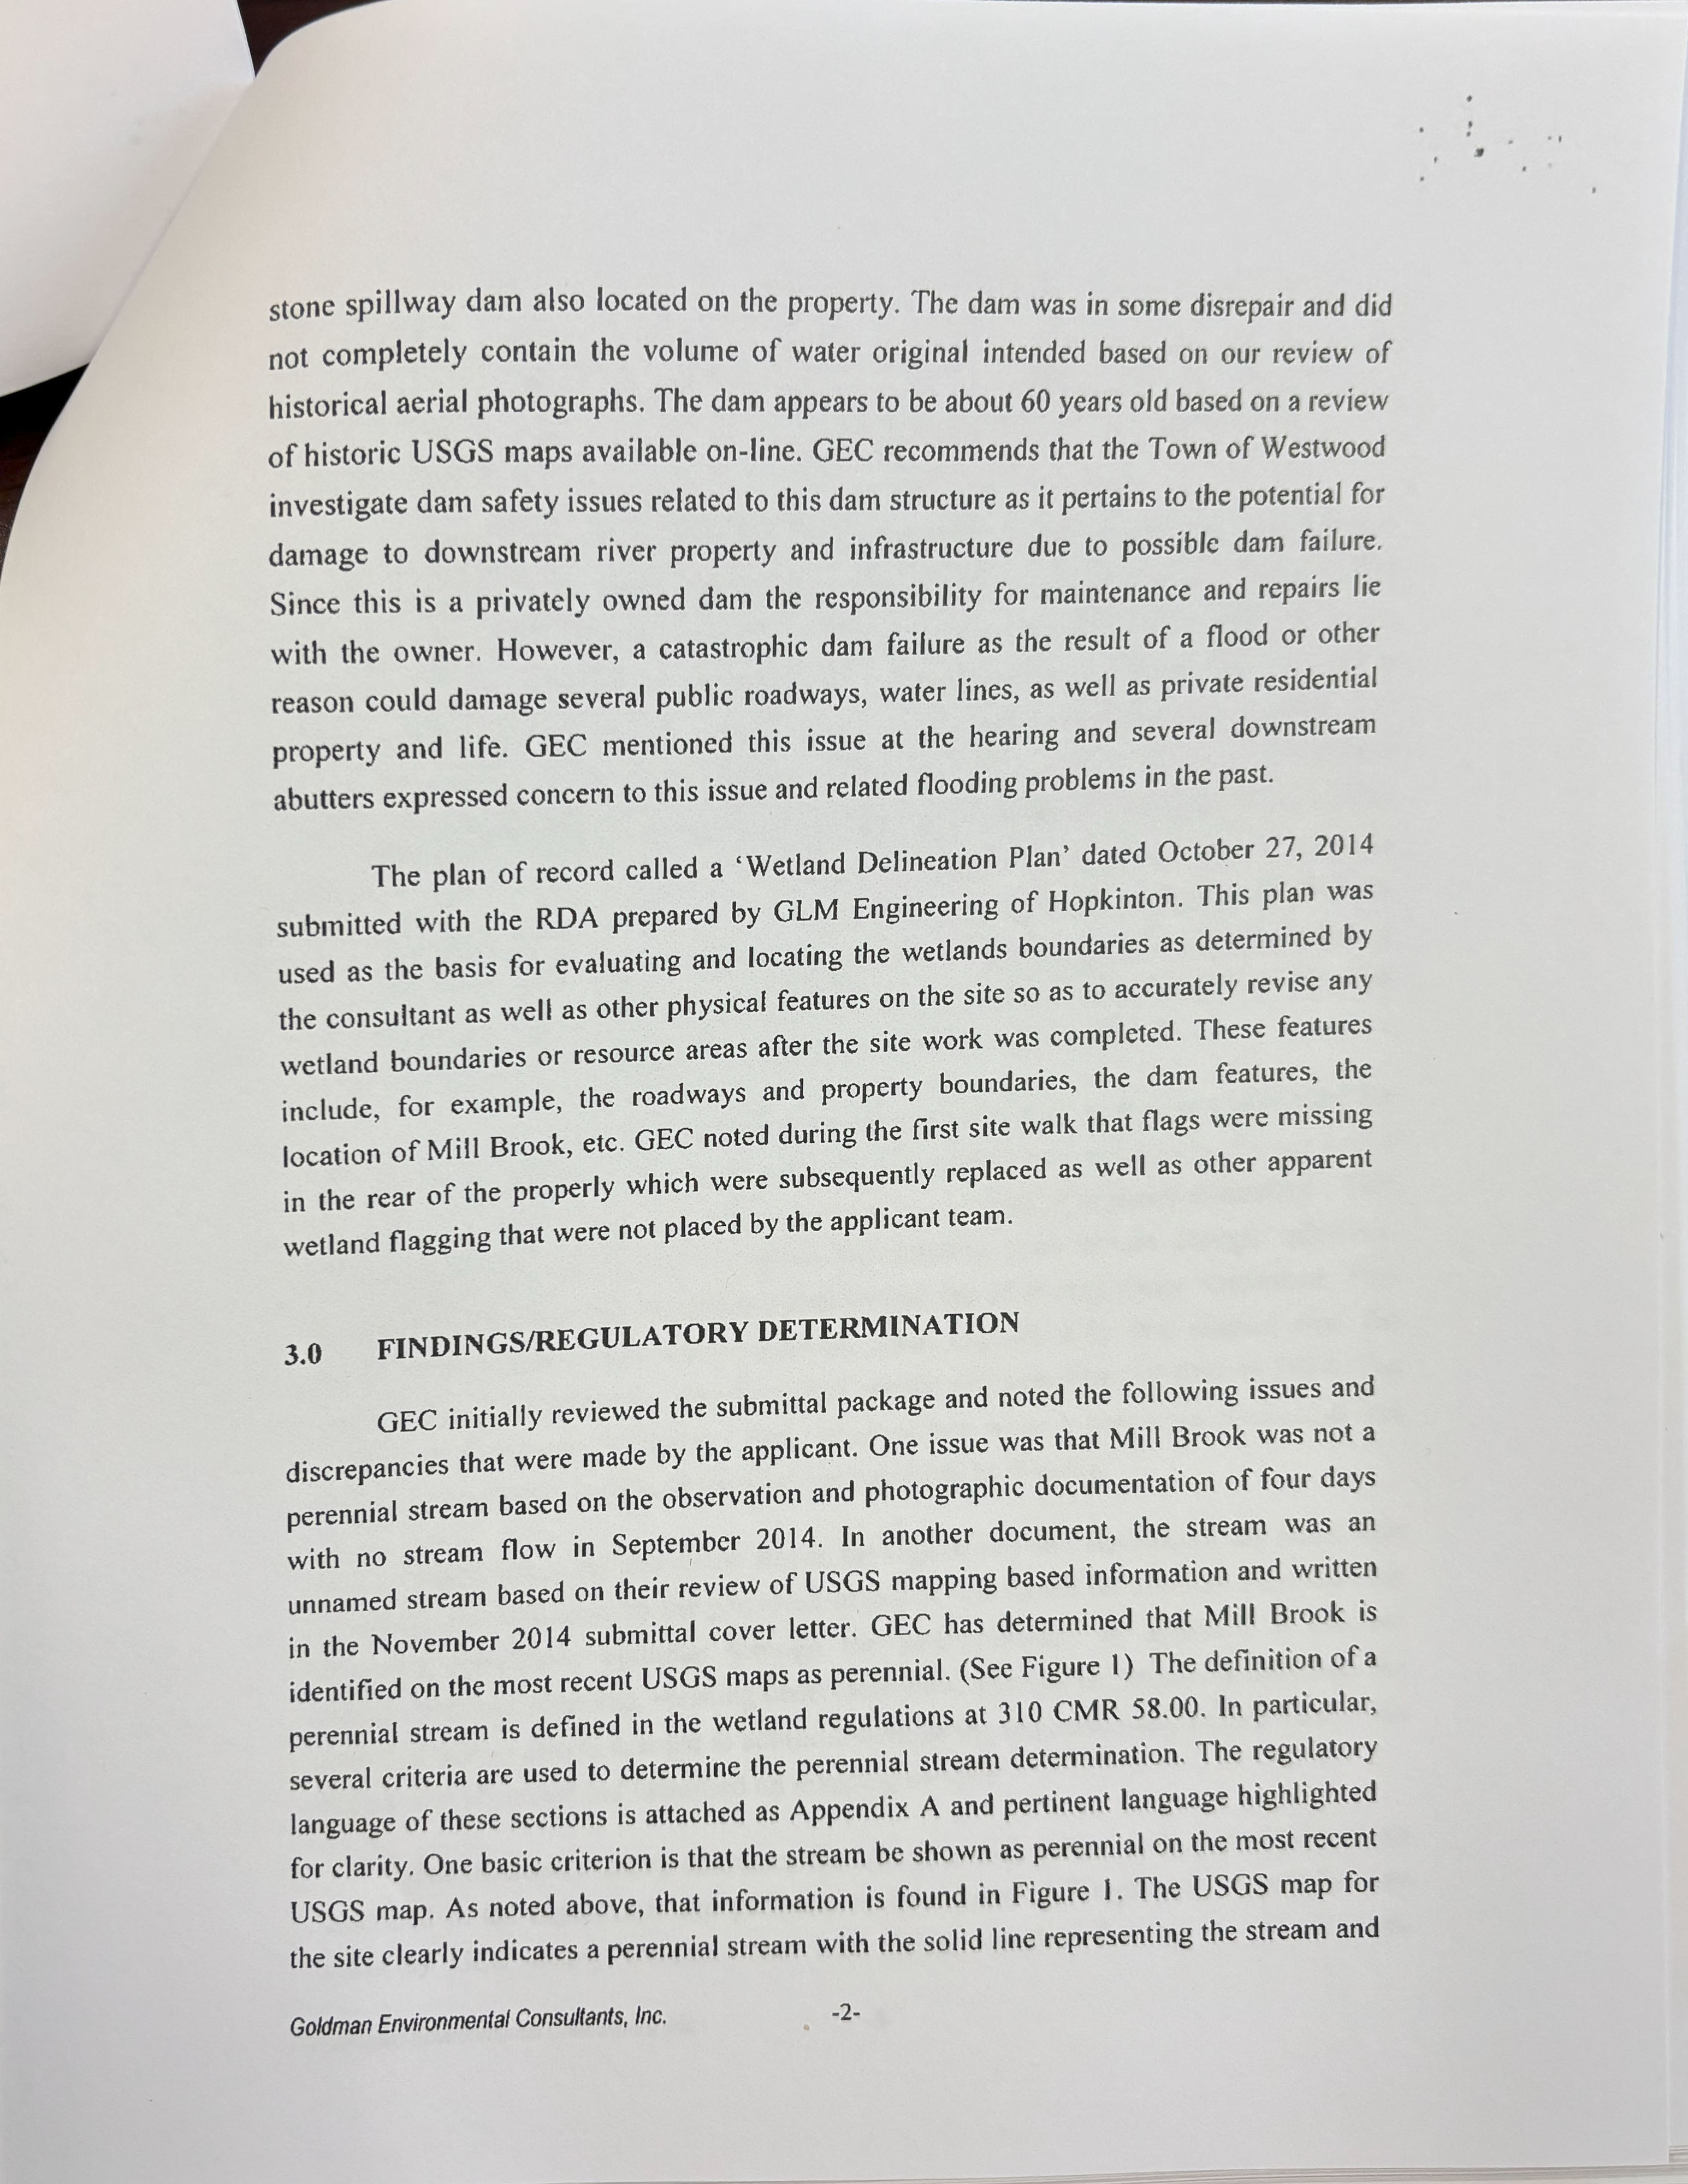 stone spillway dam also located on the property. The dam was in some disrepair and did
not completely contain the volume of water original intended based on our review of
historical aerial photographs. The dam appears to be about 60 years old based on a review
of historic USGS maps available on-line. GEC recommends that the Town of Westwood
investigate dam safety issues related to this dam structure as it pertains to the potential for
damage to downstream river property and infrastructure due to possible dam failure.
Since this is a privately owned dam the responsibility for maintenance and repairs lie
with the owner. However, a catastrophic dam failure as the result of a flood or other
reason could damage several public roadways, water lines, as well as private residential
property and life. GEC mentioned this issue at the hearing and several downstream
abutters expressed concern to this issue and related flooding problems in the past.
The plan of record called a ‘Wetland Delineation Plan’ dated October 27, 2014
submitted with the RDA prepared by GLM Engineering of Hopkinton. This plan was
used as the basis for evaluating and locating the wetlands boundaries as determined by
the consultant as well as other physical features on the site so as to accurately revise any
wetland boundaries or resource areas after the site work was completed. These features
include, for example, the roadways and property boundaries, the dam features, the
location of Mill Brook, etc. GEC noted during the first site walk that flags were missing
in the rear of the properly which were subsequently replaced as well as other apparent
wetland flagging that were not placed by the applicant team.
3.0 FINDINGS/REGULATORY DETERMINATION
GEC initially reviewed the submittal package and noted the following issues and
discrepancies that were made by the applicant. One issue was that Mill Brook was not a
perennial stream based on the observation and photographic documentation of four days
with no stream flow in September 2014. In another document, the stream was an
unnamed stream based on their review of USGS mapping based information and written
in the November 2014 submittal cover letter. GEC has determined that Mill Brook is
identified on the most recent USGS maps as perennial. (See Figure 1) The definition of a
perennial stream is defined in the wetland regulations at 310 CMR 58.00. In particular,
several criteria are used to determine the perennial stream determination. The regulatory
language of these sections is attached as Appendix A and pertinent language highlighted
for clarity. One basic criterion is that the stream be shown as perennial on the most recent
USGS map. As noted above, that information is found in Figure 1. The USGS map for
the site clearly indicates a perennial stream with the solid line representing the stream and
Goldman Environmental Consultants, Inc. -2-